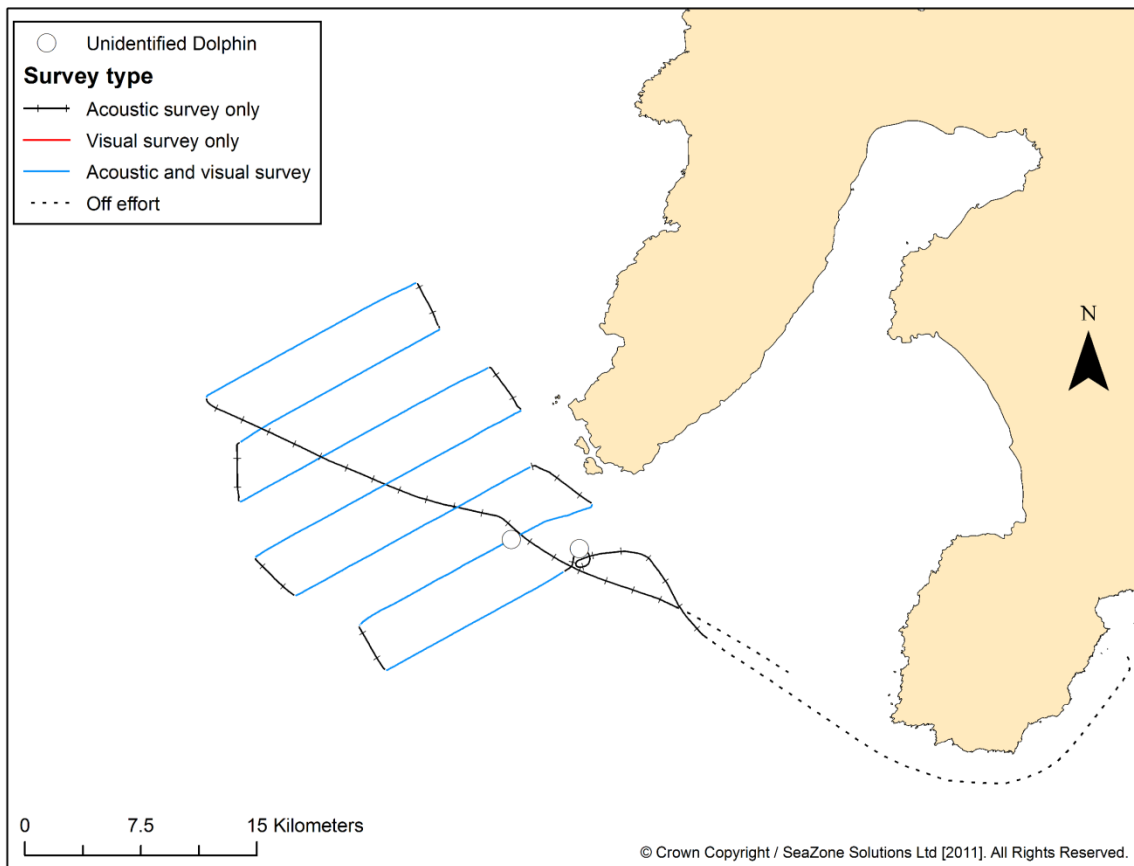 Unidentified Dolphin
Survey type
Acoustic survey only
Visual survey only
Acoustic and visual survey
Off effort
N
0 7.5 15 Kilometers
© Crown Copyright / SeaZone Solutions Ltd [2011]. All Rights Reserved.